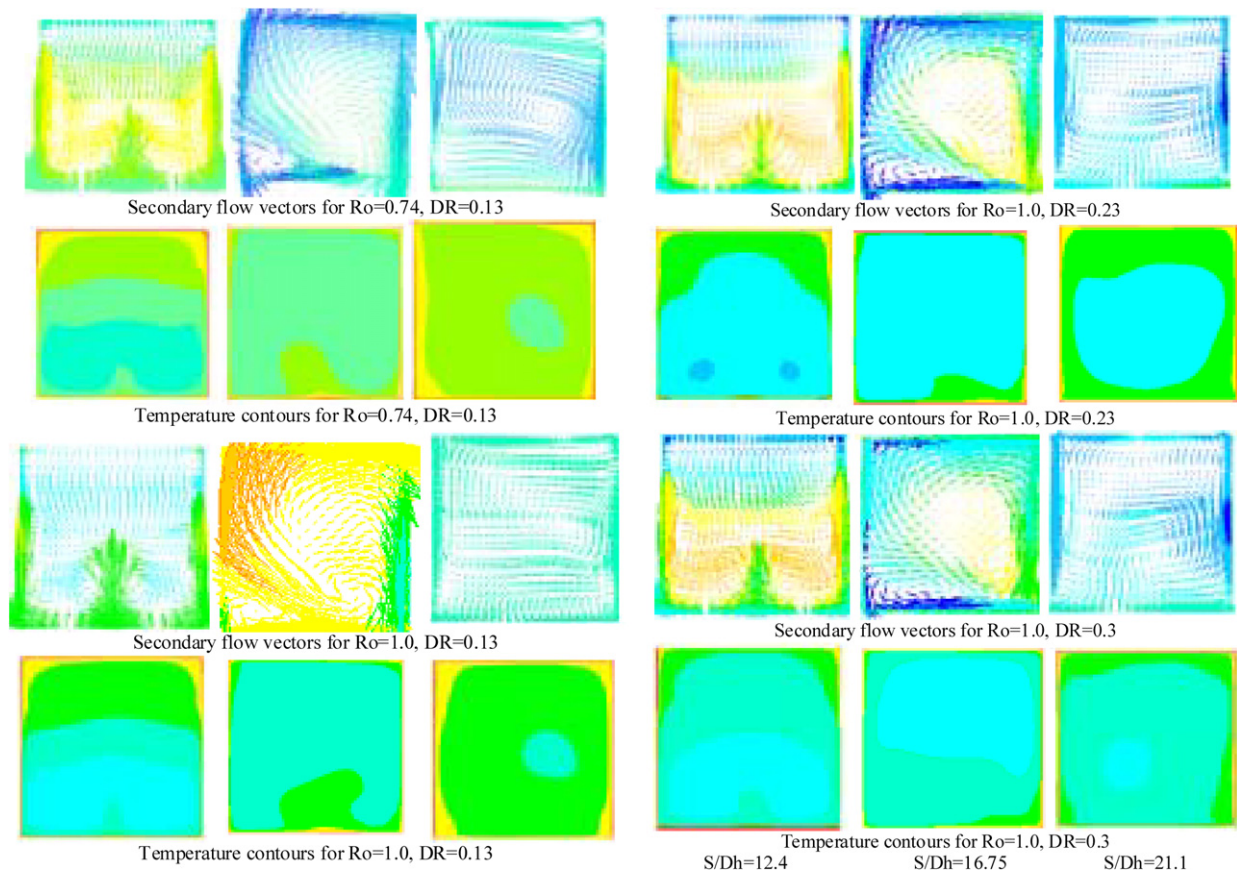 Secondary flow vectors for Ro=0.74, DR=0.13
Secondary flow vectors for Ro=1.0, DR=0.23
Temperature contours for Ro=0.74, DR=0.13
Temperature contours for Ro=1.0, DR=0.23
Secondary flow vectors for Ro=1.0, DR=0.13
Secondary flow vectors for Ro=1.0, DR=0.3
Temperature contours for Ro=1.0, DR=0.13
Temperature contours for Ro=1.0, DR=0.3
S/Dh=12.4 S/Dh=16.75 S/Dh=21.1